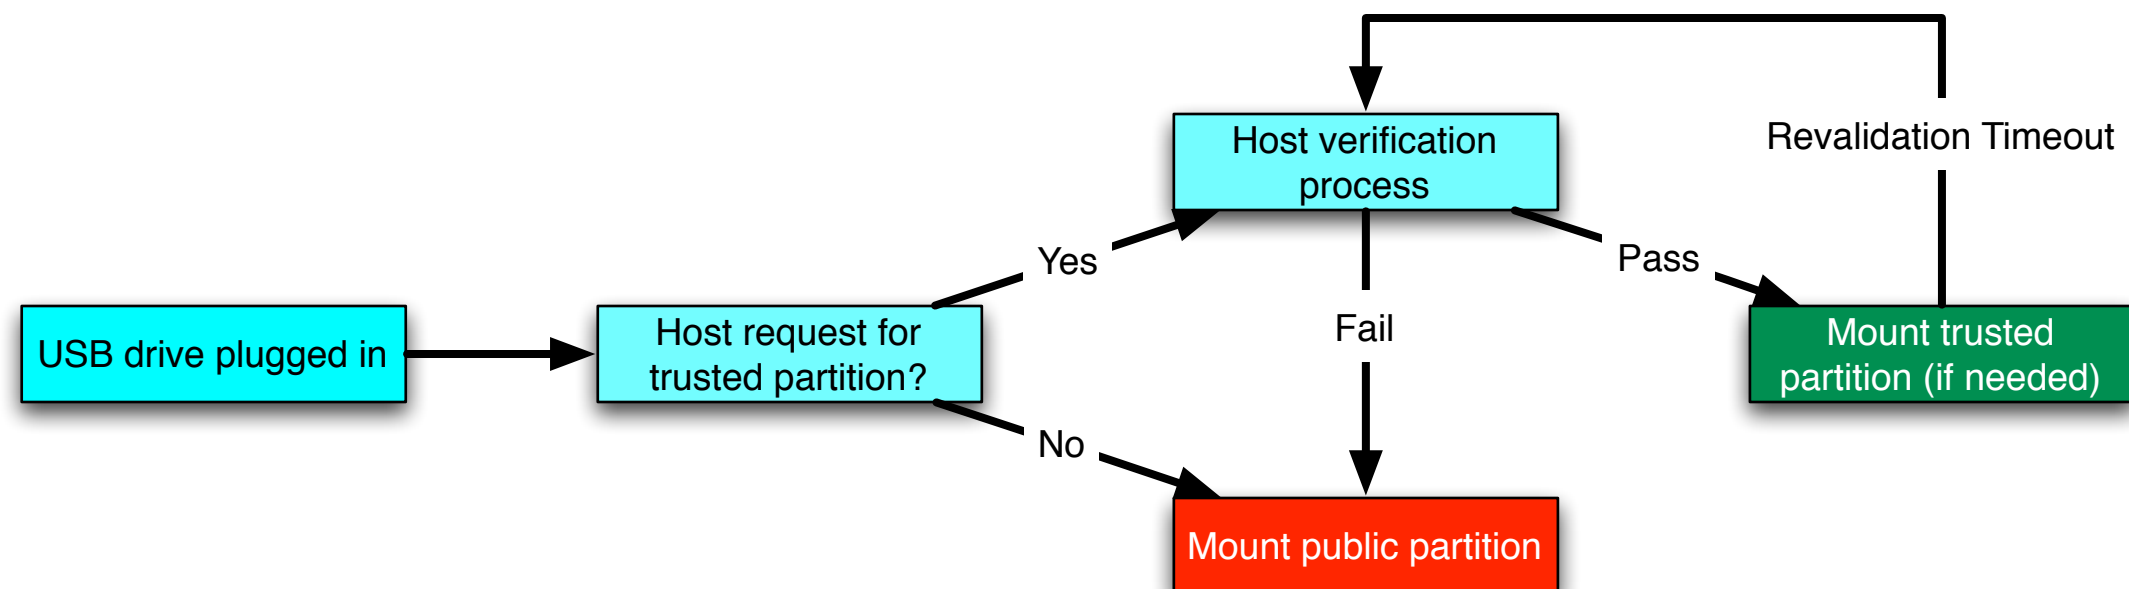 USB drive plugged in
Host request for
trusted partition?
Yes
No
Host verification
process
Fail
Pass
Mount public partition
Revalidation Timeout
Mount trusted
partition (if needed)